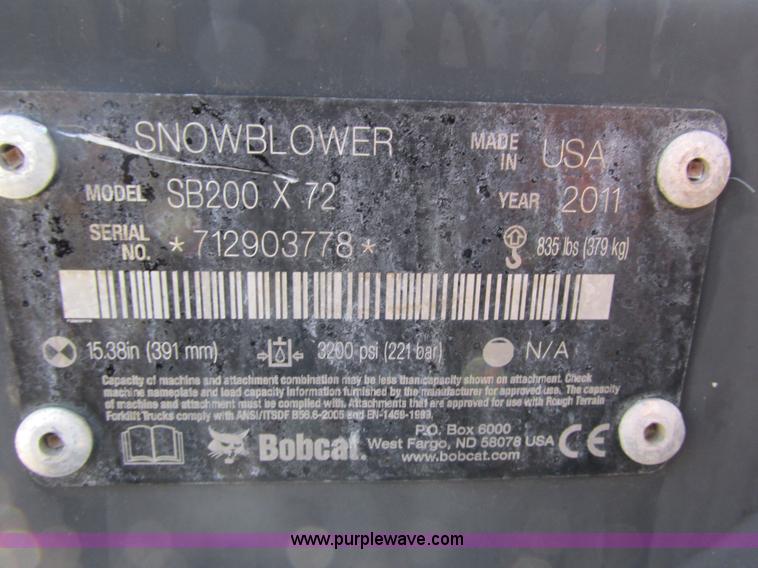 SNOWBLOWER MADE IN USA
MODEL SB200 X 72 YEAR 2011
SERIAL NO. *712903778* 835 lbs (379 kg)
15.38in (391 mm) 3200 psi (221 bar) N/A
Capacity of machine and attachment combination may be less than capacity shown on attachment. Check
machine nameplate and load capacity information furnished by the manufacturer for approved use. The capacity
of machine and attachment must be complied with. Attachments that are approved for use with Rough Terrain
Forklift Trucks comply with ANSI/ITSDF B56.6-2005 and EN-1459-1999.
Bobcat. P.O. Box 6000
West Fargo, ND 58078 USA CE
www.bobcat.com
www.purplewave.com